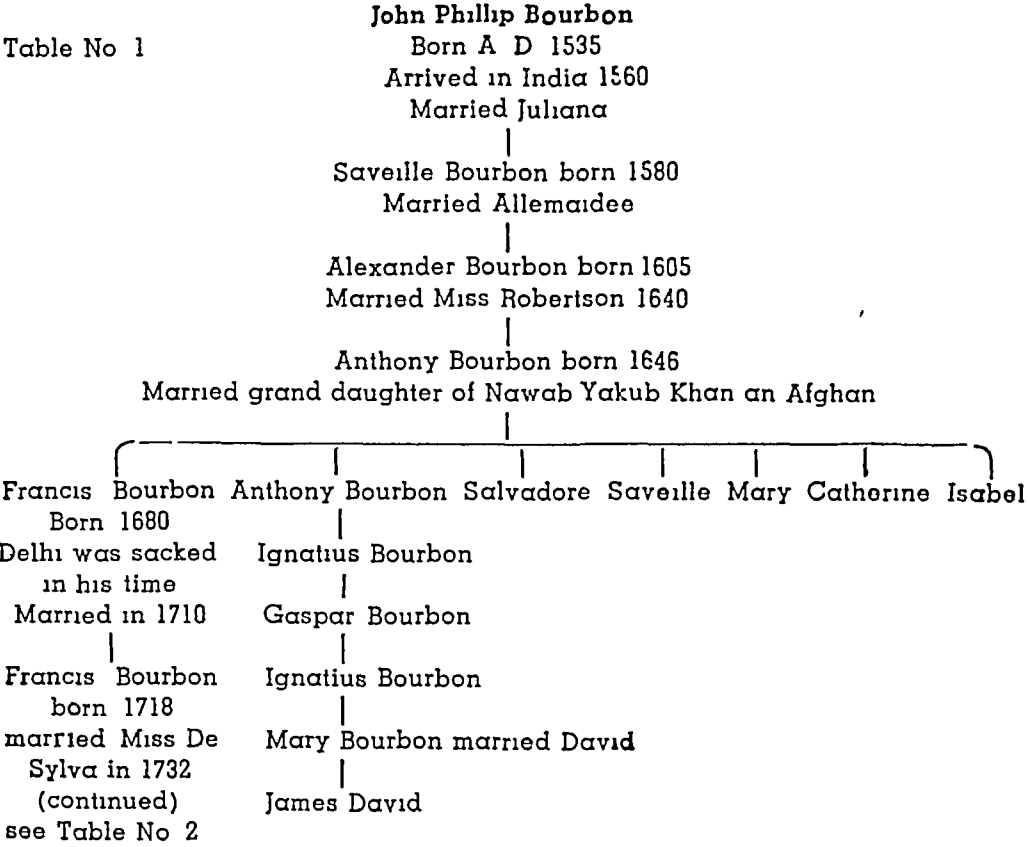 John Phillip Bourbon
Table No 1
Born A D 1535
Arrived in India 1560
Married Juliana
Saveille Bourbon born 1580
Married Allemaidee
Alexander Bourbon born 1605
Married Miss Robertson 1640
Anthony Bourbon born 1646
Married grand daughter of Nawab Yakub Khan an Afghan
Francis Bourbon Anthony Bourbon Salvadore Saveille Mary Catherine Isabel
Born 1680
Delhi was sacked Ignatius Bourbon
in his time
Married in 1710 Gaspar Bourbon
Francis Bourbon Ignatius Bourbon
born 1718
married Miss De Mary Bourbon married David
Sylva in 1732
(continued) James David
see Table No 2